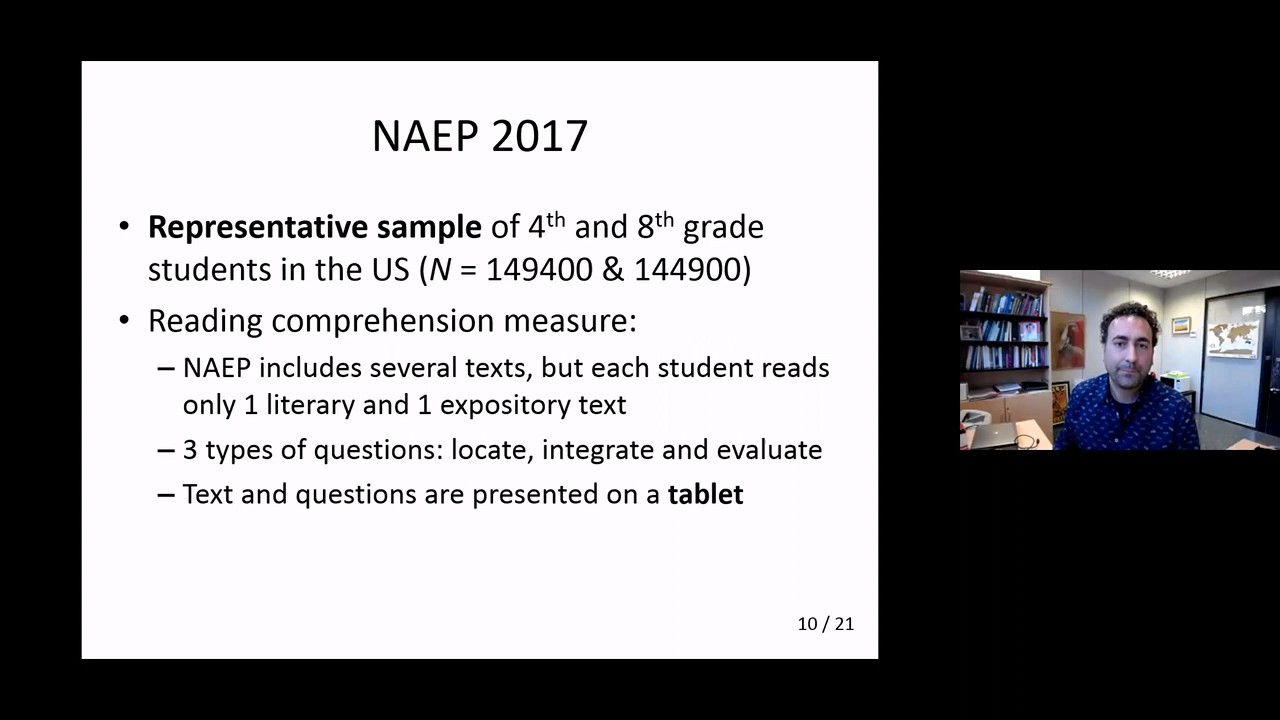 NAEP 2017
• Representative sample of 4th and 8th grade
students in the US (N = 149400 & 144900)
• Reading comprehension measure:
– NAEP includes several texts, but each student reads
only 1 literary and 1 expository text
– 3 types of questions: locate, integrate and evaluate
– Text and questions are presented on a tablet
10 / 21